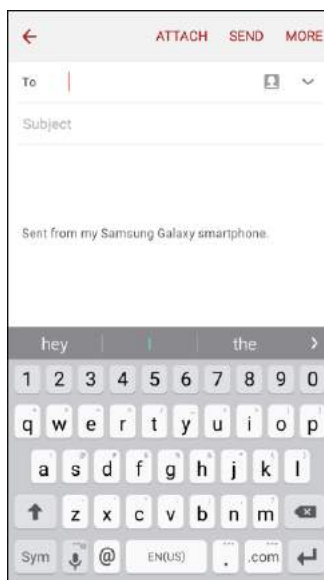 ATTACH SEND MORE
To
Subject
Sent from my Samsung Galaxy smartphone.
hey I the
1 2 3 4 5 6 7 8 9 0
q w e r t y u i o p
a s d f g h j k l
z x c v b n m
Sym @ EN(US) . .com